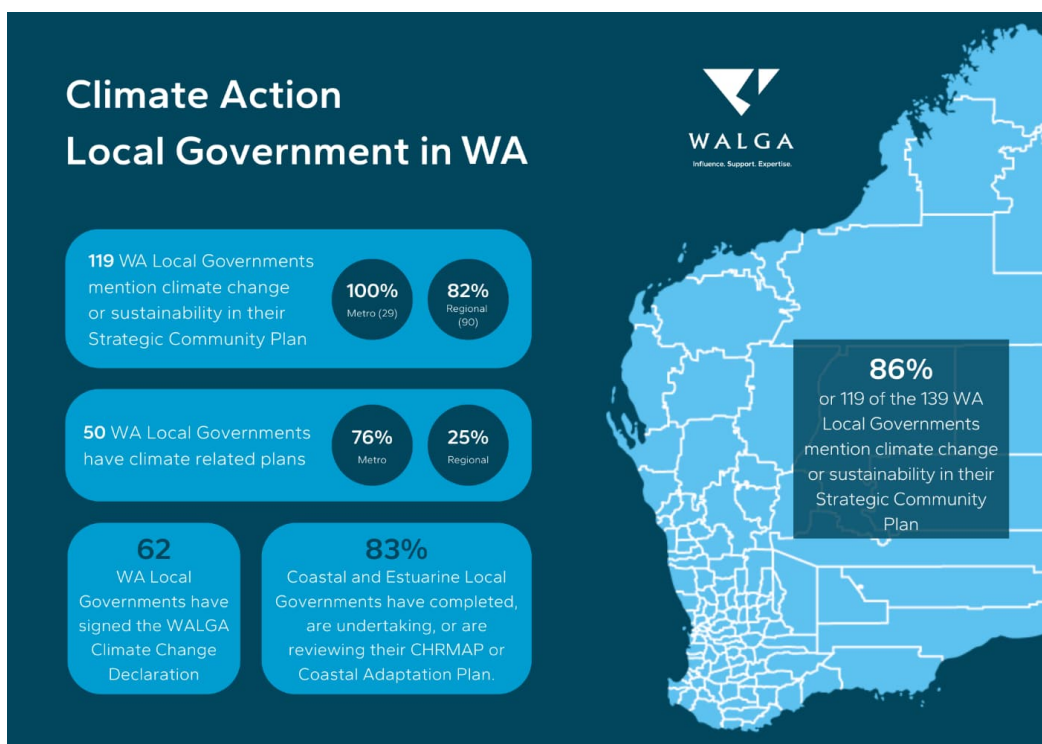 Climate Action
Local Government in WA
WALGA
Influence. Support. Expertise.
119 WA Local Governments
mention climate change
or sustainability in their
Strategic Community Plan
100%
Metro (29)
82%
Regional
(90)
50 WA Local Governments
have climate related plans
76%
Metro
25%
Regional
62
WA Local
Governments have
signed the WALGA
Climate Change
Declaration
83%
Coastal and Estuarine Local
Governments have completed,
are undertaking, or are
reviewing their CHRMAP or
Coastal Adaptation Plan.
86%
or 119 of the 139 WA
Local Governments
mention climate change
or sustainability in their
Strategic Community
Plan